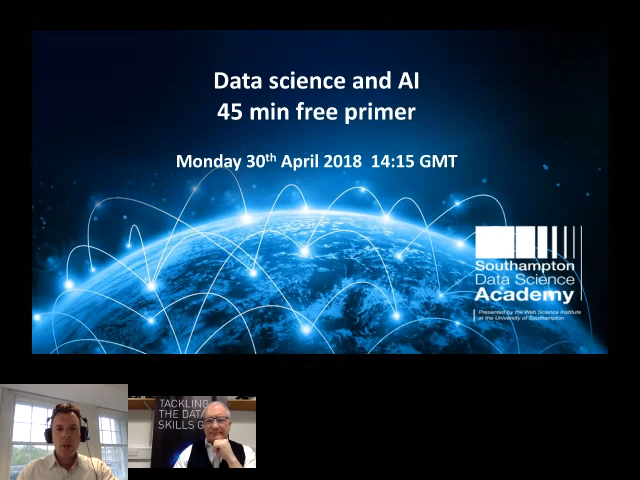 Data science and AI
45 min free primer
Monday 30th April 2018 14:15 GMT
Southampton
Data Science
Academy
Presented by the Web Science Institute
at the University of Southampton
TACKLING
THE DATA
SKILLS G